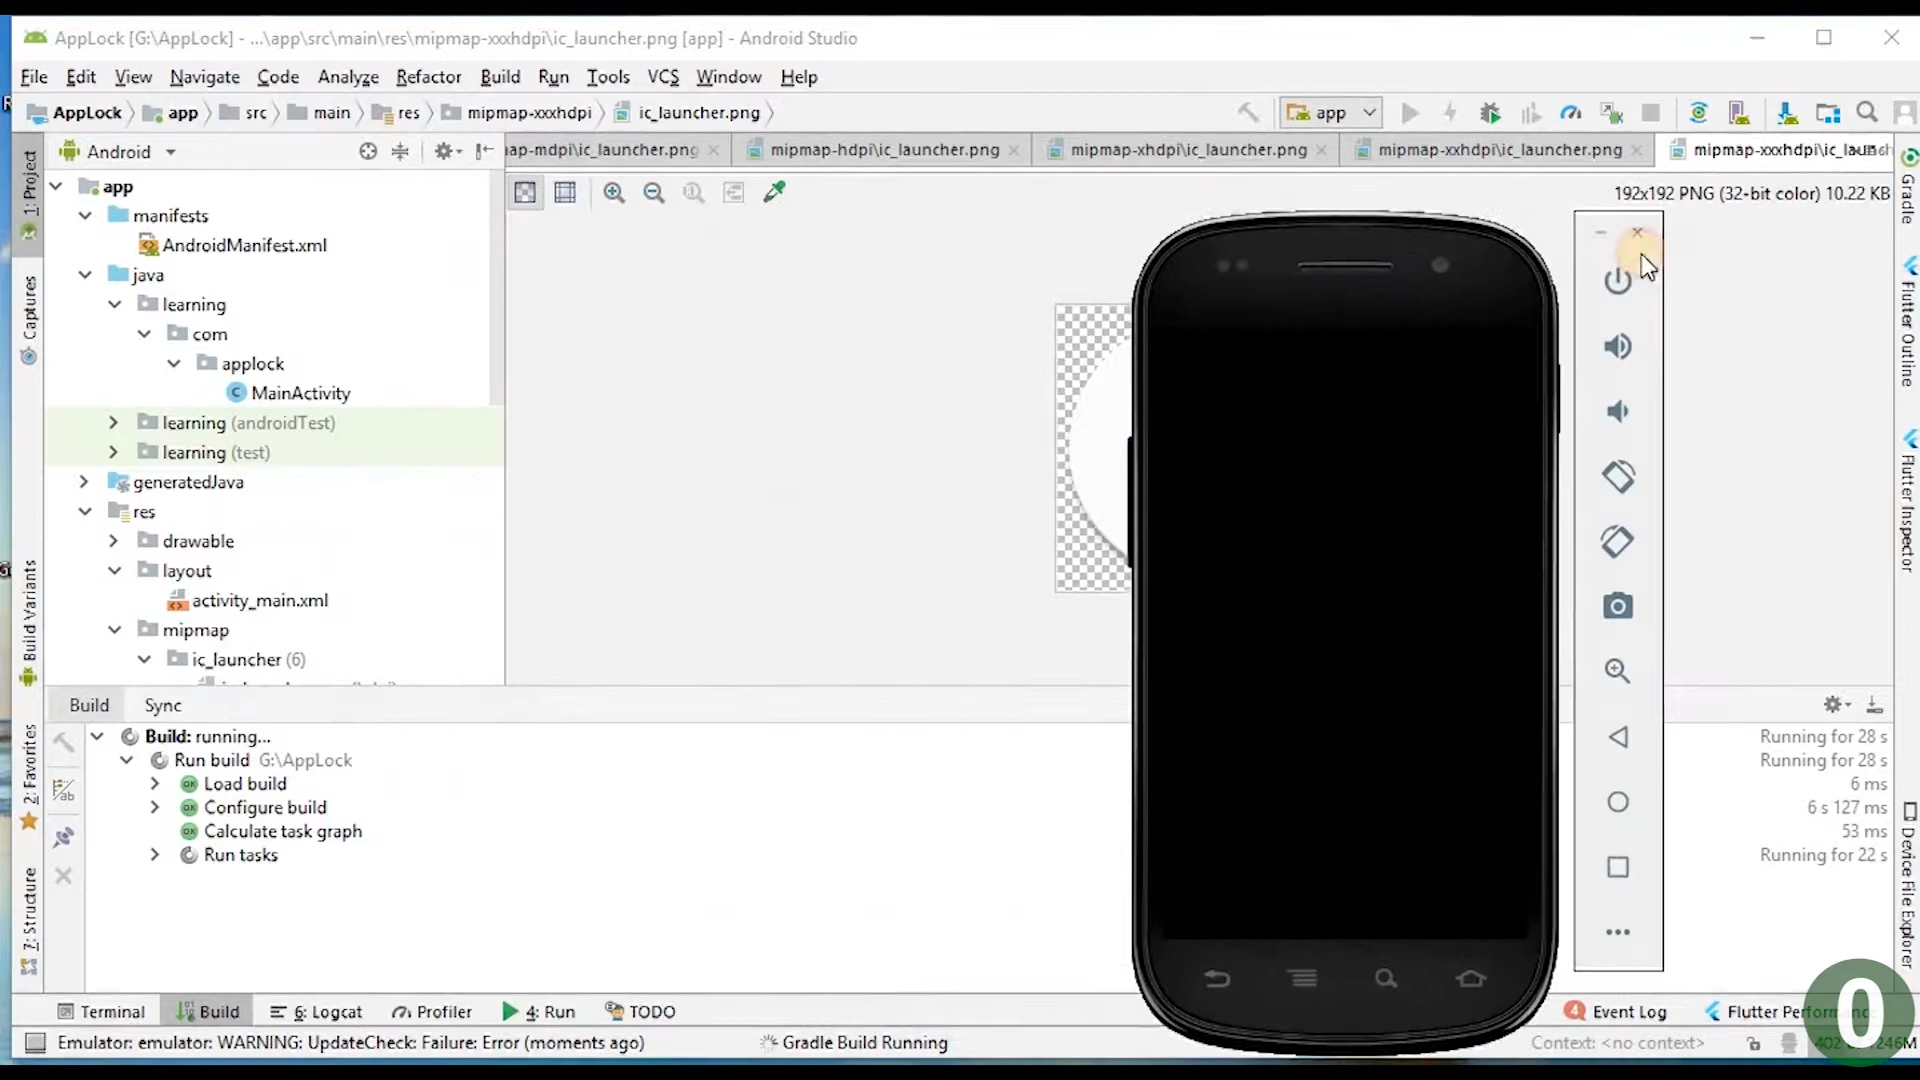 AppLock [G:\AppLock] - ...\app\src\main\res\mipmap-xxxhdpi\ic_launcher.png [app] - Android Studio
File Edit View Navigate Code Analyze Refactor Build Run Tools VCS Window Help
AppLock app src main res mipmap-xxxhdpi ic_launcher.png app
Android
ap-mdpi\ic_launcher.png mipmap-hdpi\ic_launcher.png mipmap-xhdpi\ic_launcher.png mipmap-xxhdpi\ic_launcher.png
192x192 PNG (32-bit color) 10.22 KB
app
manifests
AndroidManifest.xml
java
learning
com
applock
MainActivity
learning (androidTest)
learning (test)
generatedJava
res
drawable
layout
activity_main.xml
mipmap
ic_launcher (6)
1: Project
Captures
Build Variants
2: Favorites
7: Structure
Gradle
Flutter Outline
Flutter Inspector
Device File Explorer
Build Sync
Build: running... Running for 28 s
Run build G:\AppLock Running for 28 s
Load build 6 ms
Configure build 6 s 127 ms
Calculate task graph 53 ms
Run tasks Running for 22 s
Terminal Build 6: Logcat Profiler 4: Run TODO 4 Event Log Flutter
Emulator: emulator: WARNING: UpdateCheck: Failure: Error (moments ago) Gradle Build Running Context: <no context>
0